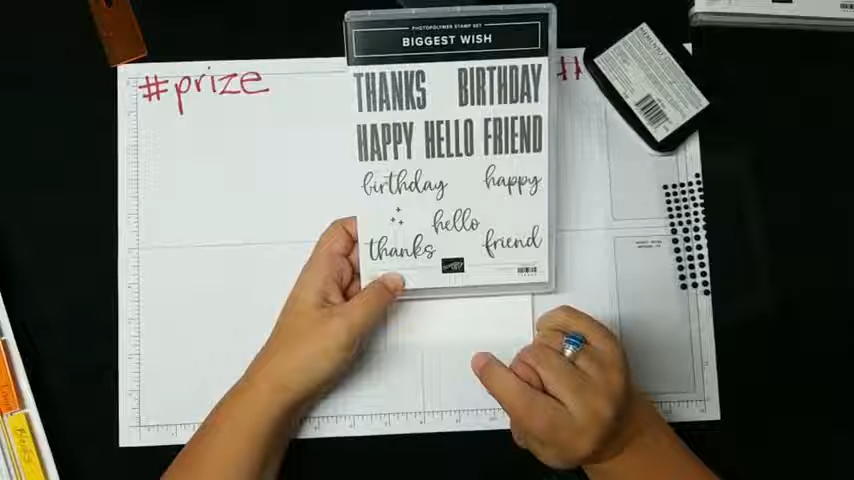 PHOTOPOLYMER STAMP SET
BIGGEST WISH
#prize
THANKS BIRTHDAY
HAPPY HELLO FRIEND
birthday happy
hello
thanks friend